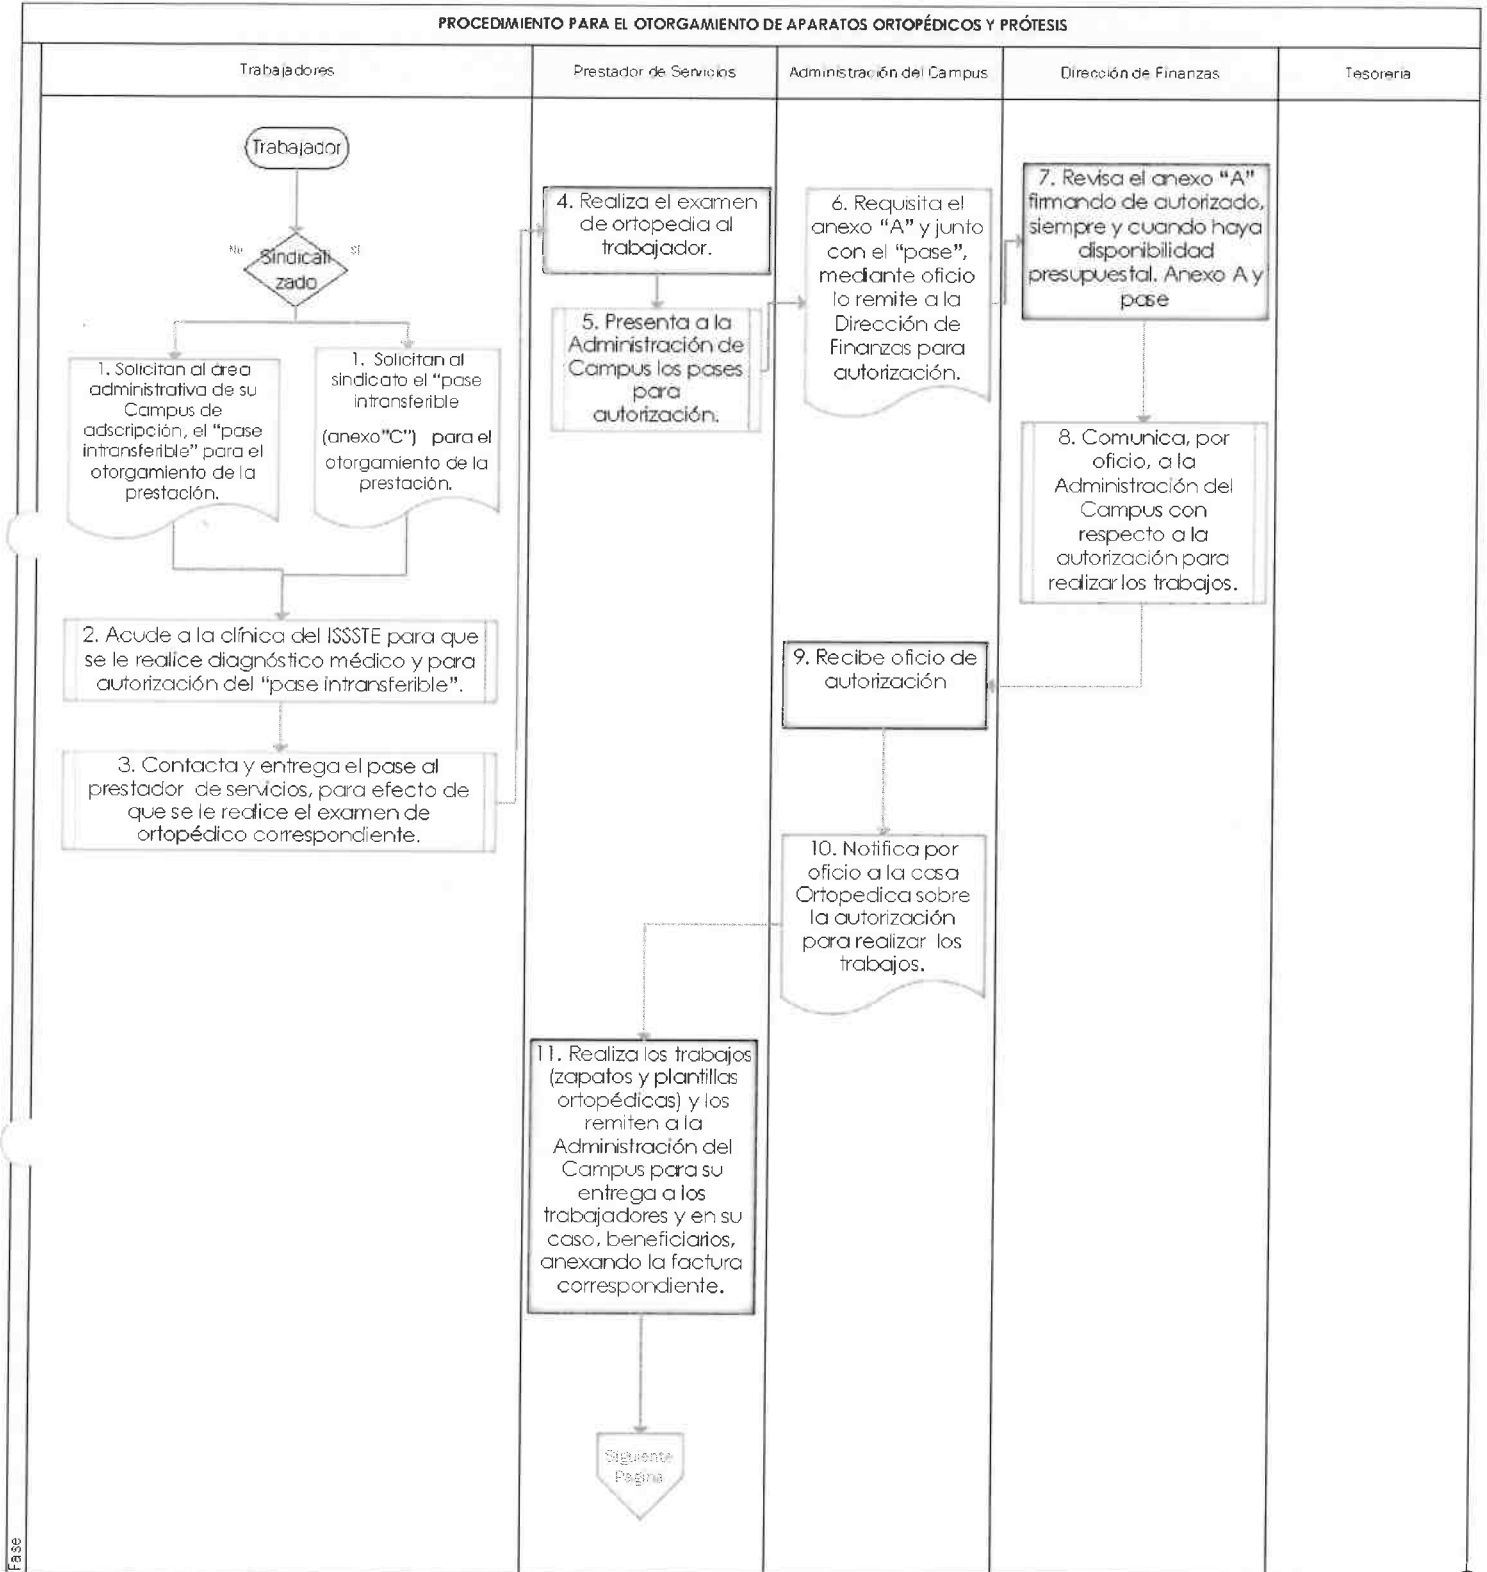 PROCEDIMIENTO PARA EL OTORGAMIENTO DE APARATOS ORTOPÉDICOS Y PRÓTESIS
Trabajadores
Prestador de Servicios
Administración del Campus
Dirección de Finanzas
Tesoreria
Trabajador
No
Sindicali
zado
SI
1. Solicitan al área
administrativa de su
Campus de
adscripción, el "pase
intransferible" para el
otorgamiento de la
prestación.
1. Solicitan al
sindicato el "pase
intransferible
(anexo"C") para el
otorgamiento de la
prestación.
2. Acude a la clínica del ISSSTE para que
se le realice diagnóstico médico y para
autorización del "pase intransferible".
3. Contacta y entrega el pase al
prestador de servicios, para efecto de
que se le realice el examen de
ortopédico correspondiente.
4. Realiza el examen
de ortopedia al
trabajador.
5. Presenta a la
Administración de
Campus los pases
para
autorización.
6. Requisita el
anexo "A" y junto
con el "pase",
mediante oficio
lo remite a la
Dirección de
Finanzas para
autorización.
7. Revisa el anexo "A"
firmando de autorizado,
siempre y cuando haya
disponibilidad
presupuestal. Anexo A y
pase
8. Comunica, por
oficio, a la
Administración del
Campus con
respecto a la
autorización para
realizar los trabajos.
9. Recibe oficio de
autorización
10. Notifica por
oficio a la casa
Ortopedica sobre
la autorización
para realizar los
trabajos.
11. Realiza los trabajos
(zapatos y plantillas
ortopédicas) y los
remiten a la
Administración del
Campus para su
entrega a los
trabajadores y en su
caso, beneficiarios,
anexando la factura
correspondiente.
Siguiente
Pagina
Fase